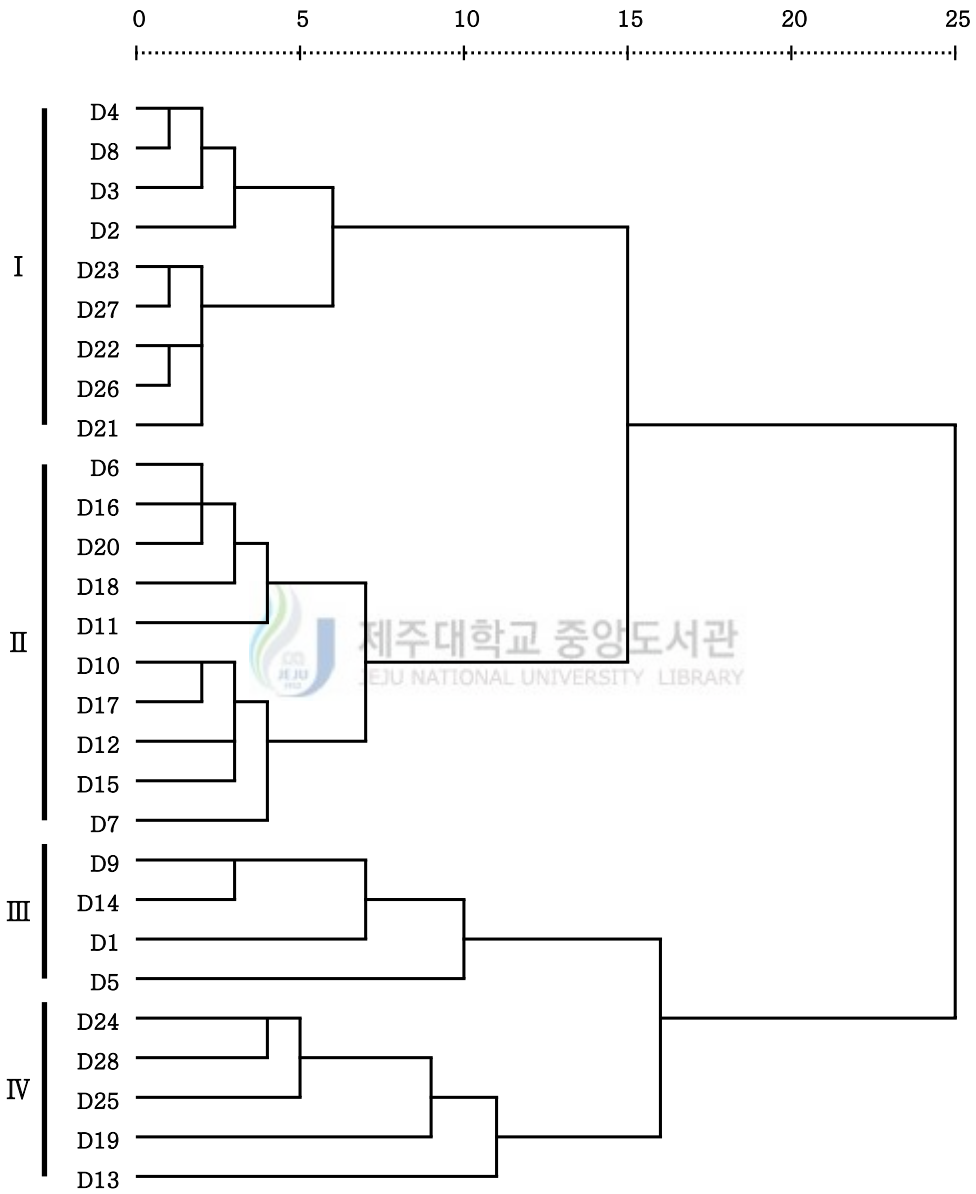 0 5 10 15 20 25
D4
D8
D3
D2
Ⅰ
D23
D27
D22
D26
D21
D6
D16
D20
D18
D11
Ⅱ
제주대학교 중앙도서관
JEJU NATIONAL UNIVERSITY LIBRARY
JEJU
D10
D17
D12
D15
D7
D9
D14
Ⅲ
D1
D5
D24
D28
Ⅳ
D25
D19
D13